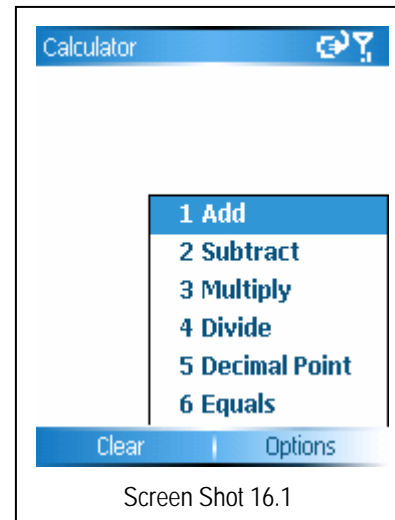 Calculator
1 Add
2 Subtract
3 Multiply
4 Divide
5 Decimal Point
6 Equals
Clear Options
Screen Shot 16.1